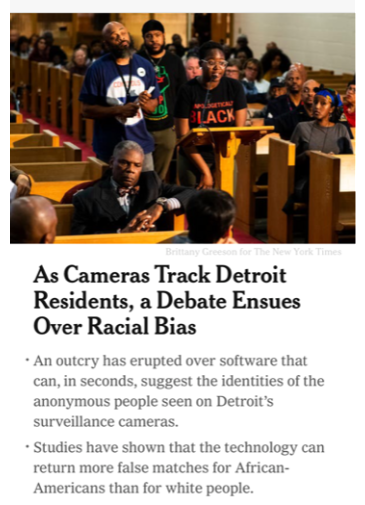 UNAPOLOGETICALLY
BLACK
Brittany Greeson for The New York Times
As Cameras Track Detroit
Residents, a Debate Ensues
Over Racial Bias
· An outcry has erupted over software that
can, in seconds, suggest the identities of the
anonymous people seen on Detroit's
surveillance cameras.
· Studies have shown that the technology can
return more false matches for African-
Americans than for white people.